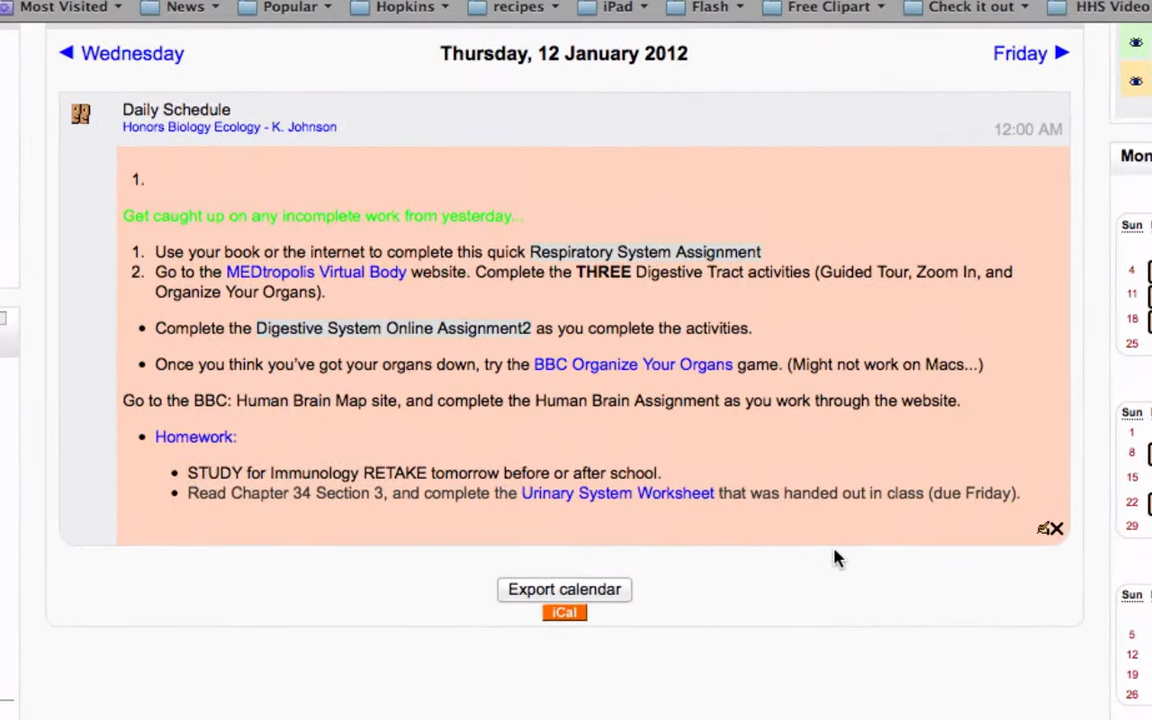 Most Visited News Popular Hopkins recipes iPad Flash Free Clipart Check it out HHS Video
Wednesday Thursday, 12 January 2012 Friday
Daily Schedule
Honors Biology Ecology - K. Johnson
12:00 AM
1.
Get caught up on any incomplete work from yesterday...
1. Use your book or the internet to complete this quick Respiratory System Assignment
2. Go to the MEDtropolis Virtual Body website. Complete the THREE Digestive Tract activities (Guided Tour, Zoom In, and
Organize Your Organs).
• Complete the Digestive System Online Assignment2 as you complete the activities.
• Once you think you've got your organs down, try the BBC Organize Your Organs game. (Might not work on Macs...)
Go to the BBC: Human Brain Map site, and complete the Human Brain Assignment as you work through the website.
• Homework:
• STUDY for Immunology RETAKE tomorrow before or after school.
• Read Chapter 34 Section 3, and complete the Urinary System Worksheet that was handed out in class (due Friday).
Export calendar
iCal
Mon
Sun
4
11
18
25
Sun
1
8
15
22
29
Sun
5
12
19
26